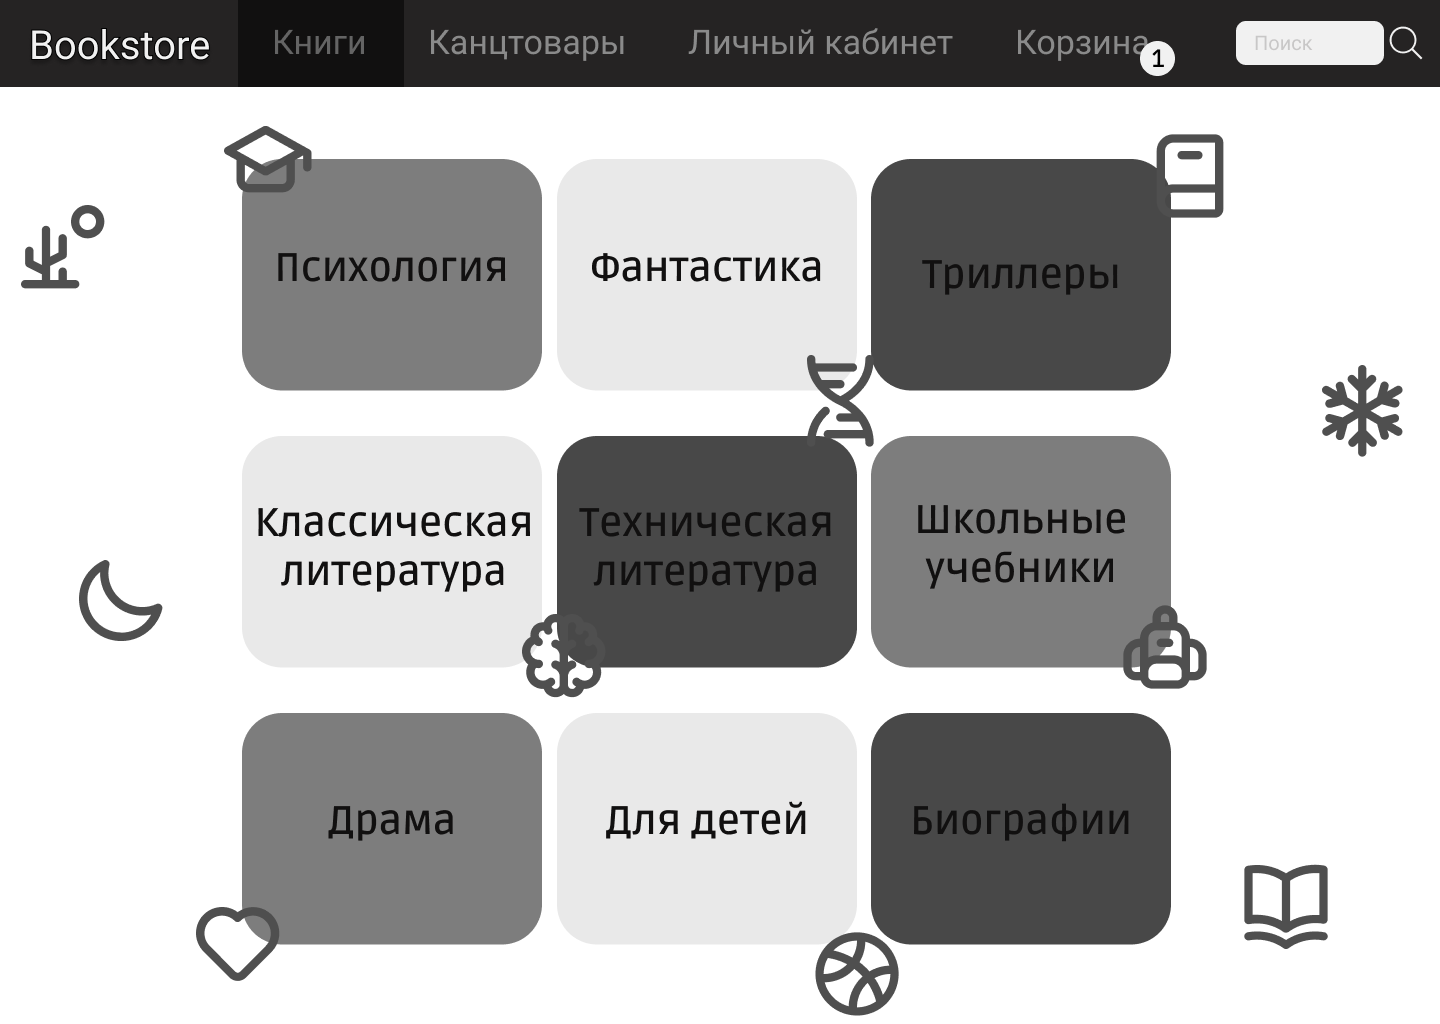 Bookstore
Книги
Канцтовары
Личный кабинет
Корзина
1
Поиск
Психология
Фантастика
Триллеры
Классическая
литература
Техническая
литература
Школьные
учебники
Драма
Для детей
Биографии